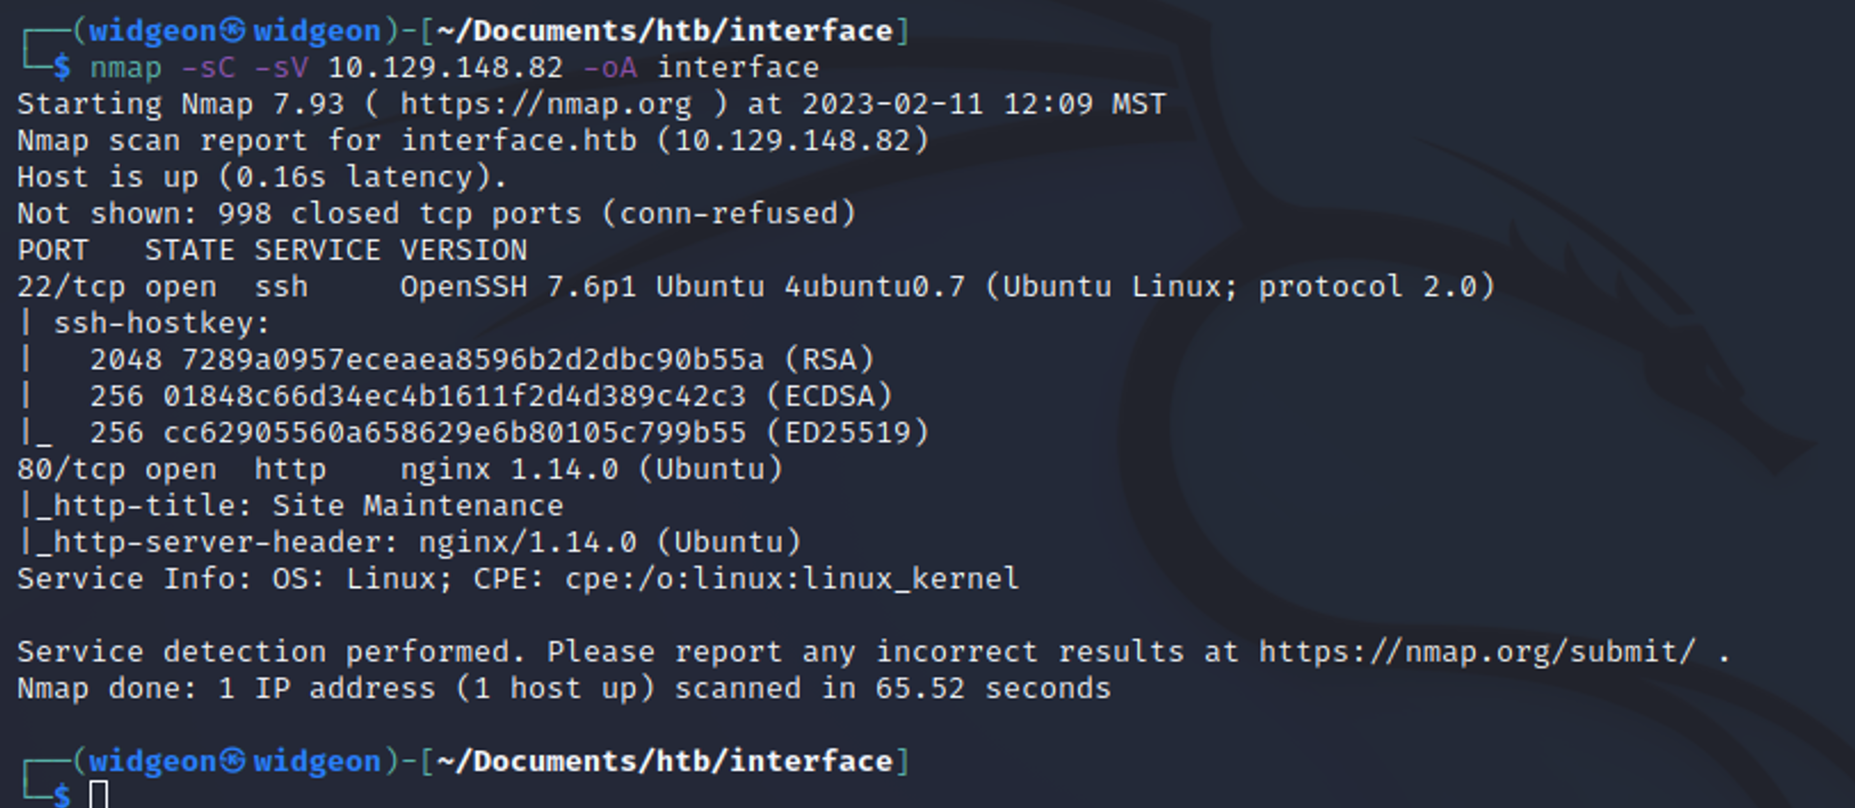 ┌──(widgeon㉿widgeon)-[~/Documents/htb/interface]
└─$ nmap -sC -sV 10.129.148.82 -oA interface
Starting Nmap 7.93 ( https://nmap.org ) at 2023-02-11 12:09 MST
Nmap scan report for interface.htb (10.129.148.82)
Host is up (0.16s latency).
Not shown: 998 closed tcp ports (conn-refused)
PORT   STATE SERVICE VERSION
22/tcp open  ssh     OpenSSH 7.6p1 Ubuntu 4ubuntu0.7 (Ubuntu Linux; protocol 2.0)
| ssh-hostkey:
|   2048 7289a0957eceaea8596b2d2dbc90b55a (RSA)
|   256 01848c66d34ec4b1611f2d4d389c42c3 (ECDSA)
|_  256 cc62905560a658629e6b80105c799b55 (ED25519)
80/tcp open  http    nginx 1.14.0 (Ubuntu)
|_http-title: Site Maintenance
|_http-server-header: nginx/1.14.0 (Ubuntu)
Service Info: OS: Linux; CPE: cpe:/o:linux:linux_kernel
Service detection performed. Please report any incorrect results at https://nmap.org/submit/ .
Nmap done: 1 IP address (1 host up) scanned in 65.52 seconds
┌──(widgeon㉿widgeon)-[~/Documents/htb/interface]
└─$